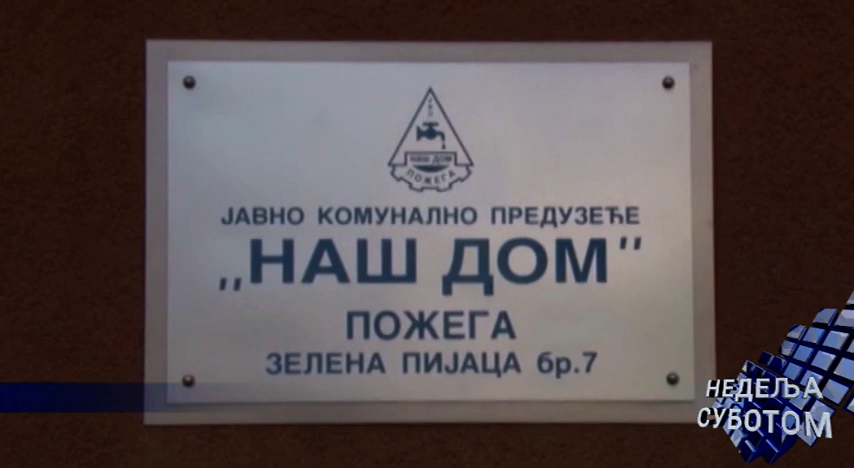 ЈКП
НАШ ДОМ
ПОЖЕГА
ЈАВНО КОМУНАЛНО ПРЕДУЗЕЋЕ
„НАШ ДОМ"
ПОЖЕГА
ЗЕЛЕНА ПИЈАЦА бр.7
НЕДЕЉА
СУБОТОМ